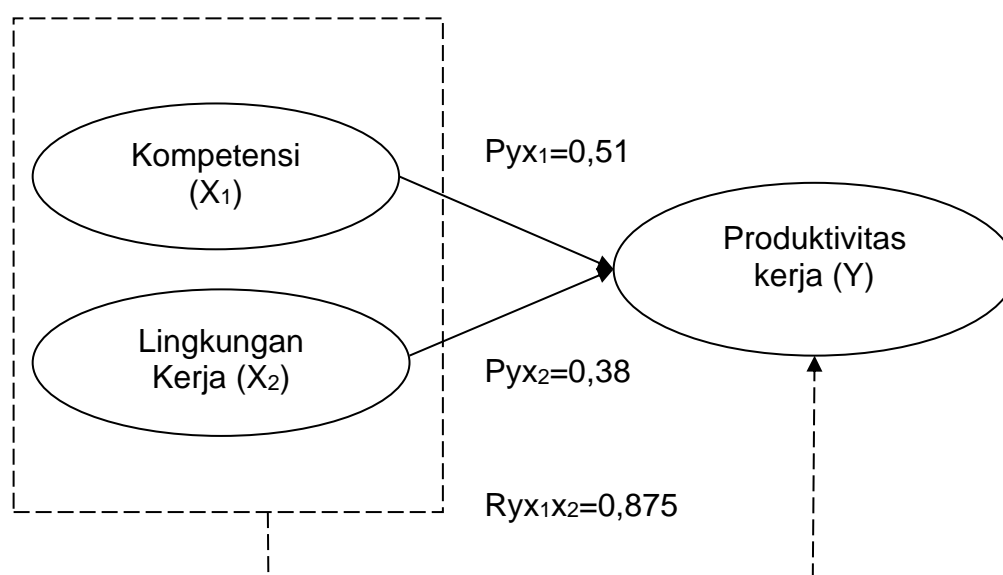 Kompetensi
(X₁)
Pyx₁=0,51
Produktivitas
kerja (Y)
Lingkungan
Kerja (X₂)
Pyx₂=0,38
Ryx₁x₂=0,875